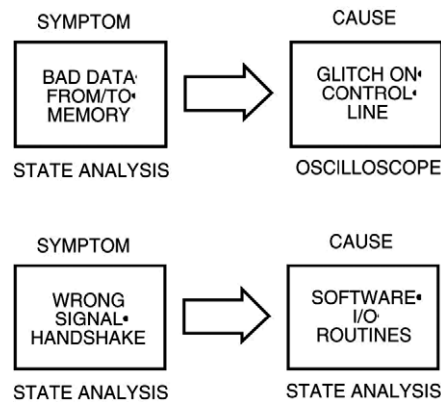 SYMPTOM
CAUSE
BAD DATA
FROM/TO
MEMORY
GLITCH ON
CONTROL
LINE
STATE ANALYSIS
OSCILLOSCOPE
SYMPTOM
CAUSE
WRONG
SIGNAL
HANDSHAKE
SOFTWARE
I/O
ROUTINES
STATE ANALYSIS
STATE ANALYSIS